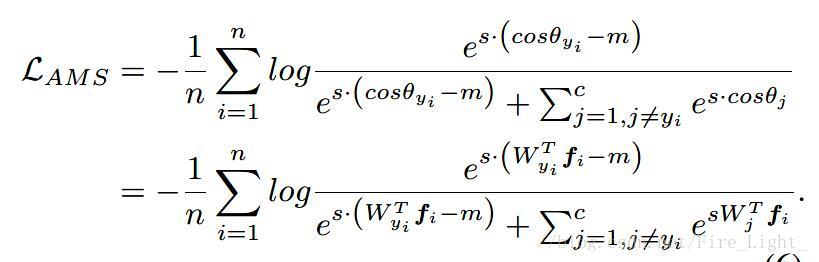 $\mathcal{L}_{AMS} = -\frac{1}{n}\sum_{i=1}^{n} log \frac{e^{s\cdot(cos\theta_{y_i}-m)}}{e^{s\cdot(cos\theta_{y_i}-m)}+\sum_{j=1,j\neq y_i}^{c} e^{s\cdot cos\theta_j}}$
$= -\frac{1}{n}\sum_{i=1}^{n} log \frac{e^{s\cdot(W_{y_i}^T \boldsymbol{f}_i-m)}}{e^{s\cdot(W_{y_i}^T \boldsymbol{f}_i-m)}+\sum_{j=1,j\neq y_i}^{c} e^{sW_j^T \boldsymbol{f}_i}}.$